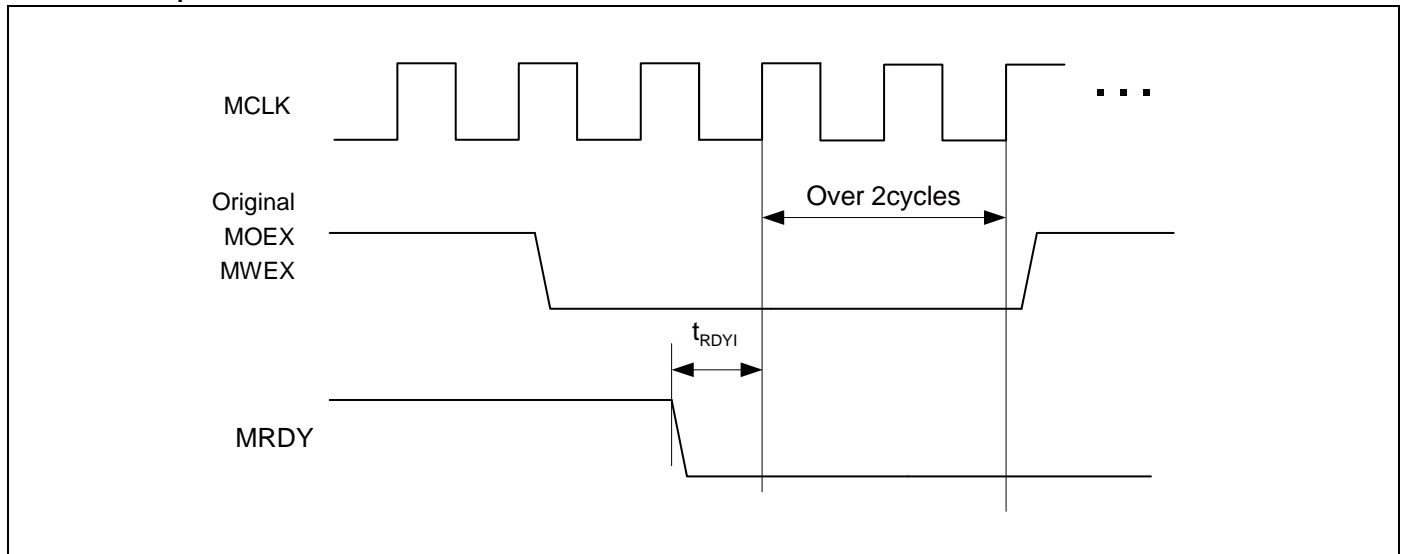 MCLK
Original
MOEX
MWEX
Over 2cycles
tRDYI
MRDY